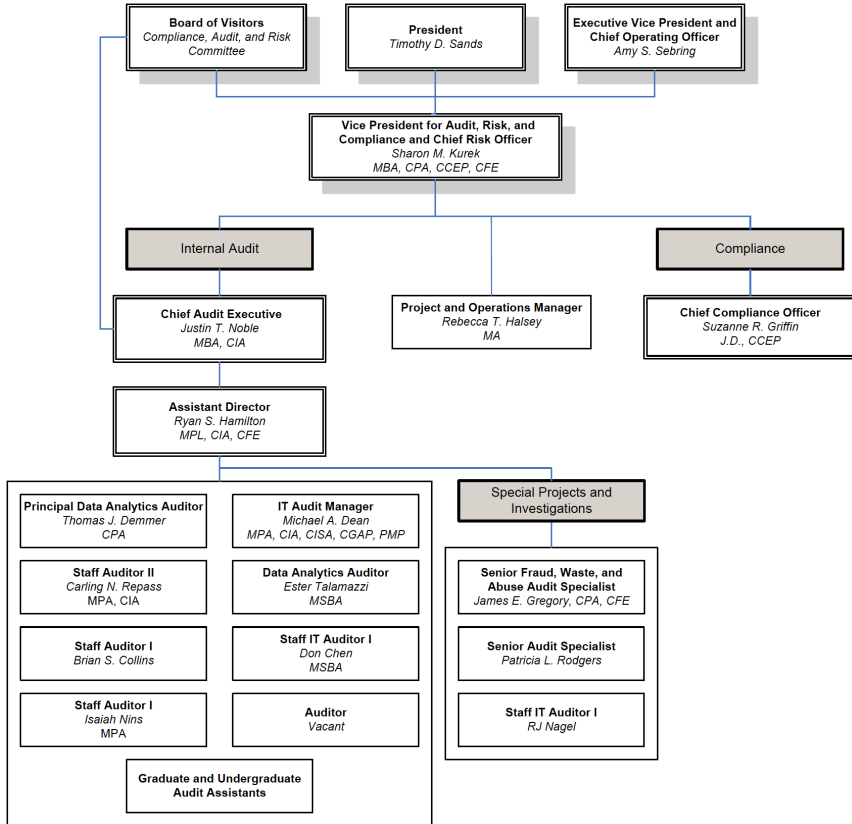 Board of Visitors
Compliance, Audit, and Risk
Committee
President
Timothy D. Sands
Executive Vice President and
Chief Operating Officer
Amy S. Sebring
Vice President for Audit, Risk, and
Compliance and Chief Risk Officer
Sharon M. Kurek
MBA, CPA, CCEP, CFE
Internal Audit
Compliance
Chief Audit Executive
Justin T. Noble
MBA, CIA
Project and Operations Manager
Rebecca T. Halsey
MA
Chief Compliance Officer
Suzanne R. Griffin
J.D., CCEP
Assistant Director
Ryan S. Hamilton
MPL, CIA, CFE
Principal Data Analytics Auditor
Thomas J. Demmer
CPA
IT Audit Manager
Michael A. Dean
MPA, CIA, CISA, CGAP, PMP
Staff Auditor II
Carling N. Repass
MPA, CIA
Data Analytics Auditor
Ester Talamazzi
MSBA
Staff Auditor I
Brian S. Collins
Staff IT Auditor I
Don Chen
MSBA
Staff Auditor I
Isaiah Nins
MPA
Auditor
Vacant
Graduate and Undergraduate
Audit Assistants
Special Projects and
Investigations
Senior Fraud, Waste, and
Abuse Audit Specialist
James E. Gregory, CPA, CFE
Senior Audit Specialist
Patricia L. Rodgers
Staff IT Auditor I
RJ Nagel